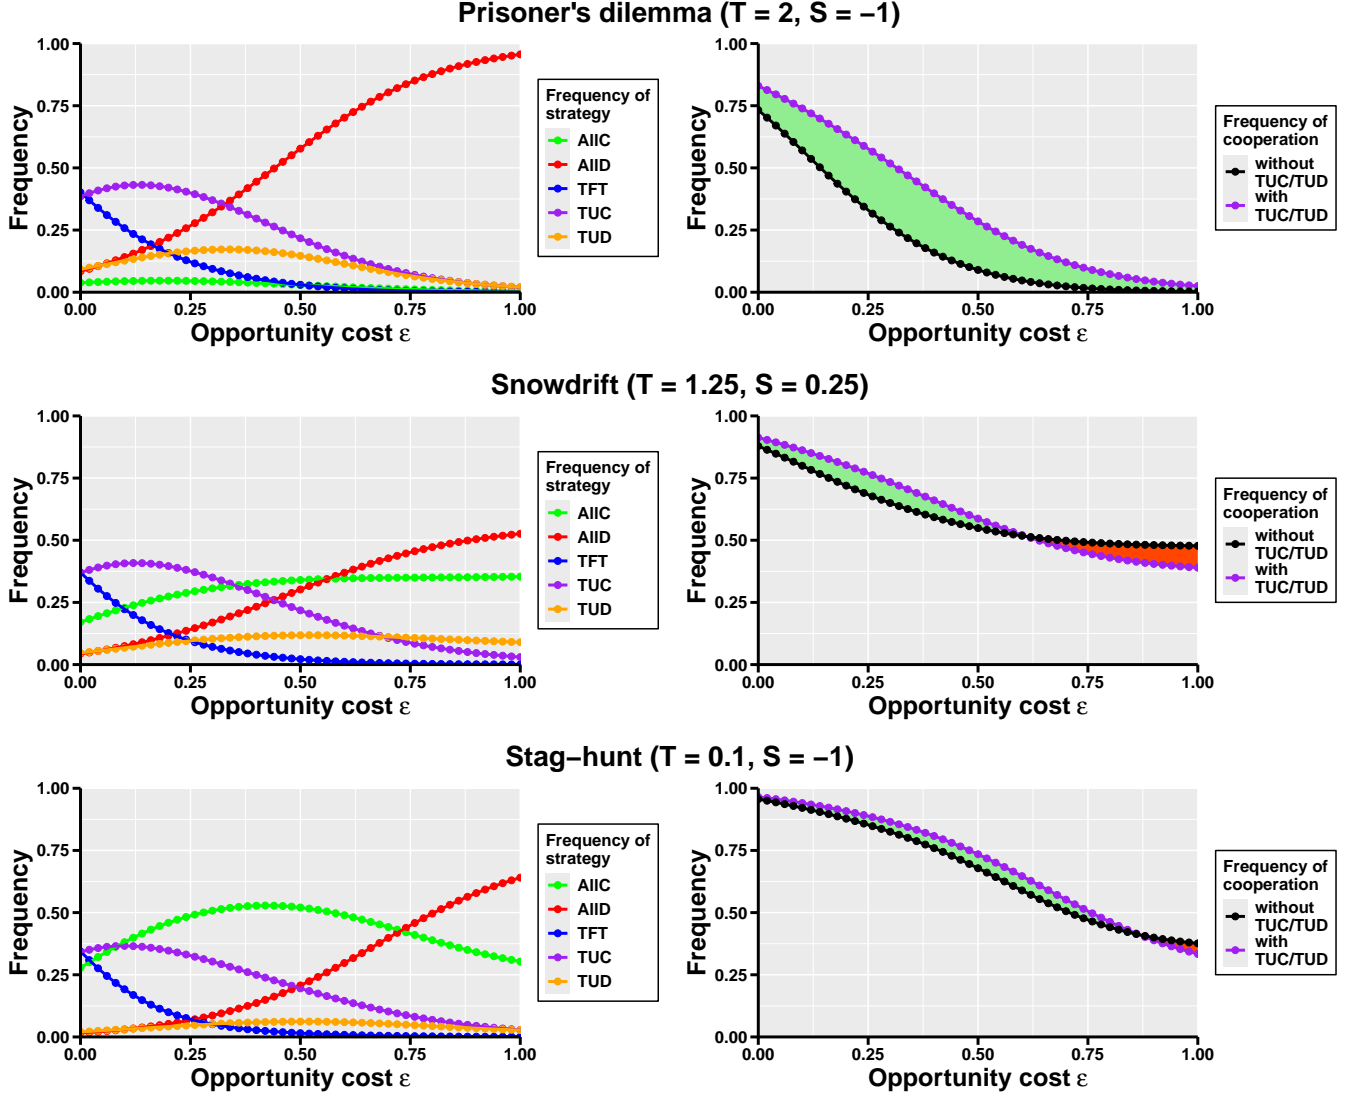 Prisoner's dilemma (T = 2, S = −1)
1.00
0.75
0.50
0.25
0.00
0.00
0.25
0.50
0.75
1.00
Frequency
Opportunity cost ε
Frequency of
strategy
AllC
AllD
TFT
TUC
TUD
1.00
0.75
0.50
0.25
0.00
0.00
0.25
0.50
0.75
1.00
Frequency
Opportunity cost ε
Frequency of
cooperation
without
TUC/TUD
with
TUC/TUD
Snowdrift (T = 1.25, S = 0.25)
1.00
0.75
0.50
0.25
0.00
0.00
0.25
0.50
0.75
1.00
Frequency
Opportunity cost ε
Frequency of
strategy
AllC
AllD
TFT
TUC
TUD
1.00
0.75
0.50
0.25
0.00
0.00
0.25
0.50
0.75
1.00
Frequency
Opportunity cost ε
Frequency of
cooperation
without
TUC/TUD
with
TUC/TUD
Stag−hunt (T = 0.1, S = −1)
1.00
0.75
0.50
0.25
0.00
0.00
0.25
0.50
0.75
1.00
Frequency
Opportunity cost ε
Frequency of
strategy
AllC
AllD
TFT
TUC
TUD
1.00
0.75
0.50
0.25
0.00
0.00
0.25
0.50
0.75
1.00
Frequency
Opportunity cost ε
Frequency of
cooperation
without
TUC/TUD
with
TUC/TUD